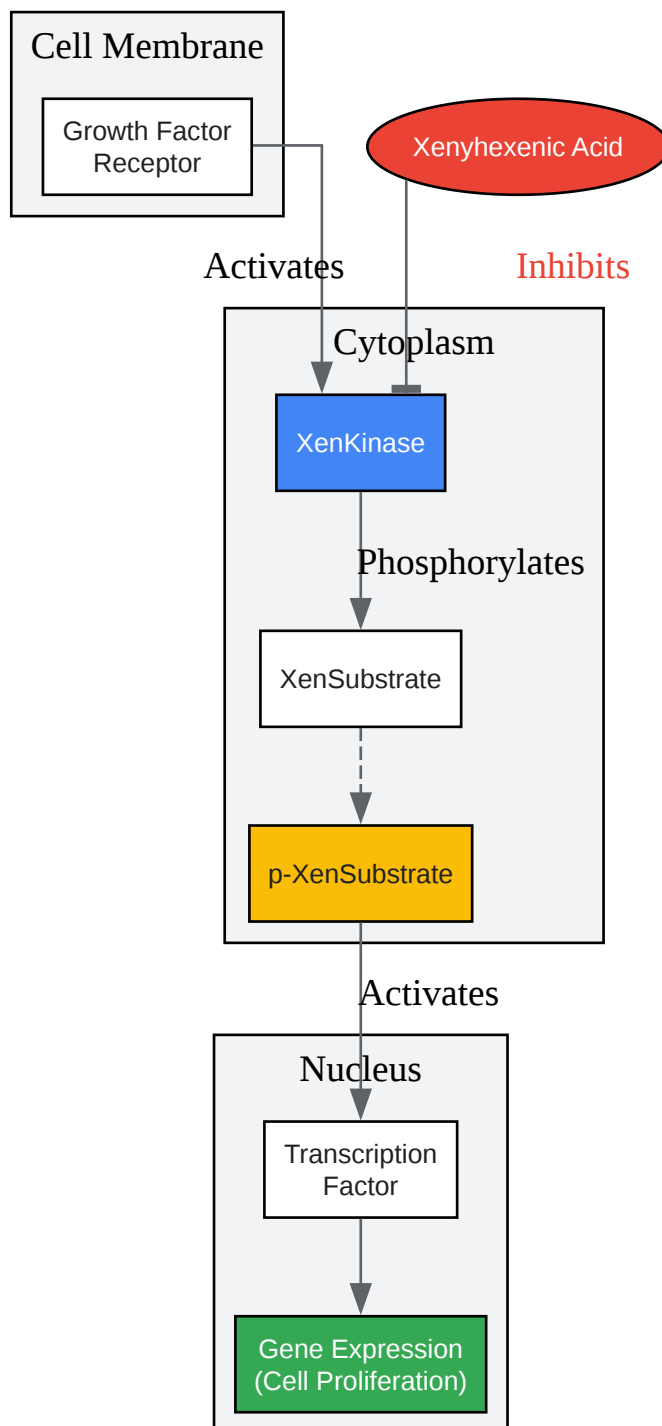 Cell Membrane
Growth Factor
Receptor
Xenyhexenic Acid
Activates
Inhibits
Cytoplasm
XenKinase
Phosphorylates
XenSubstrate
p-XenSubstrate
Activates
Nucleus
Transcription
Factor
Gene Expression
(Cell Proliferation)